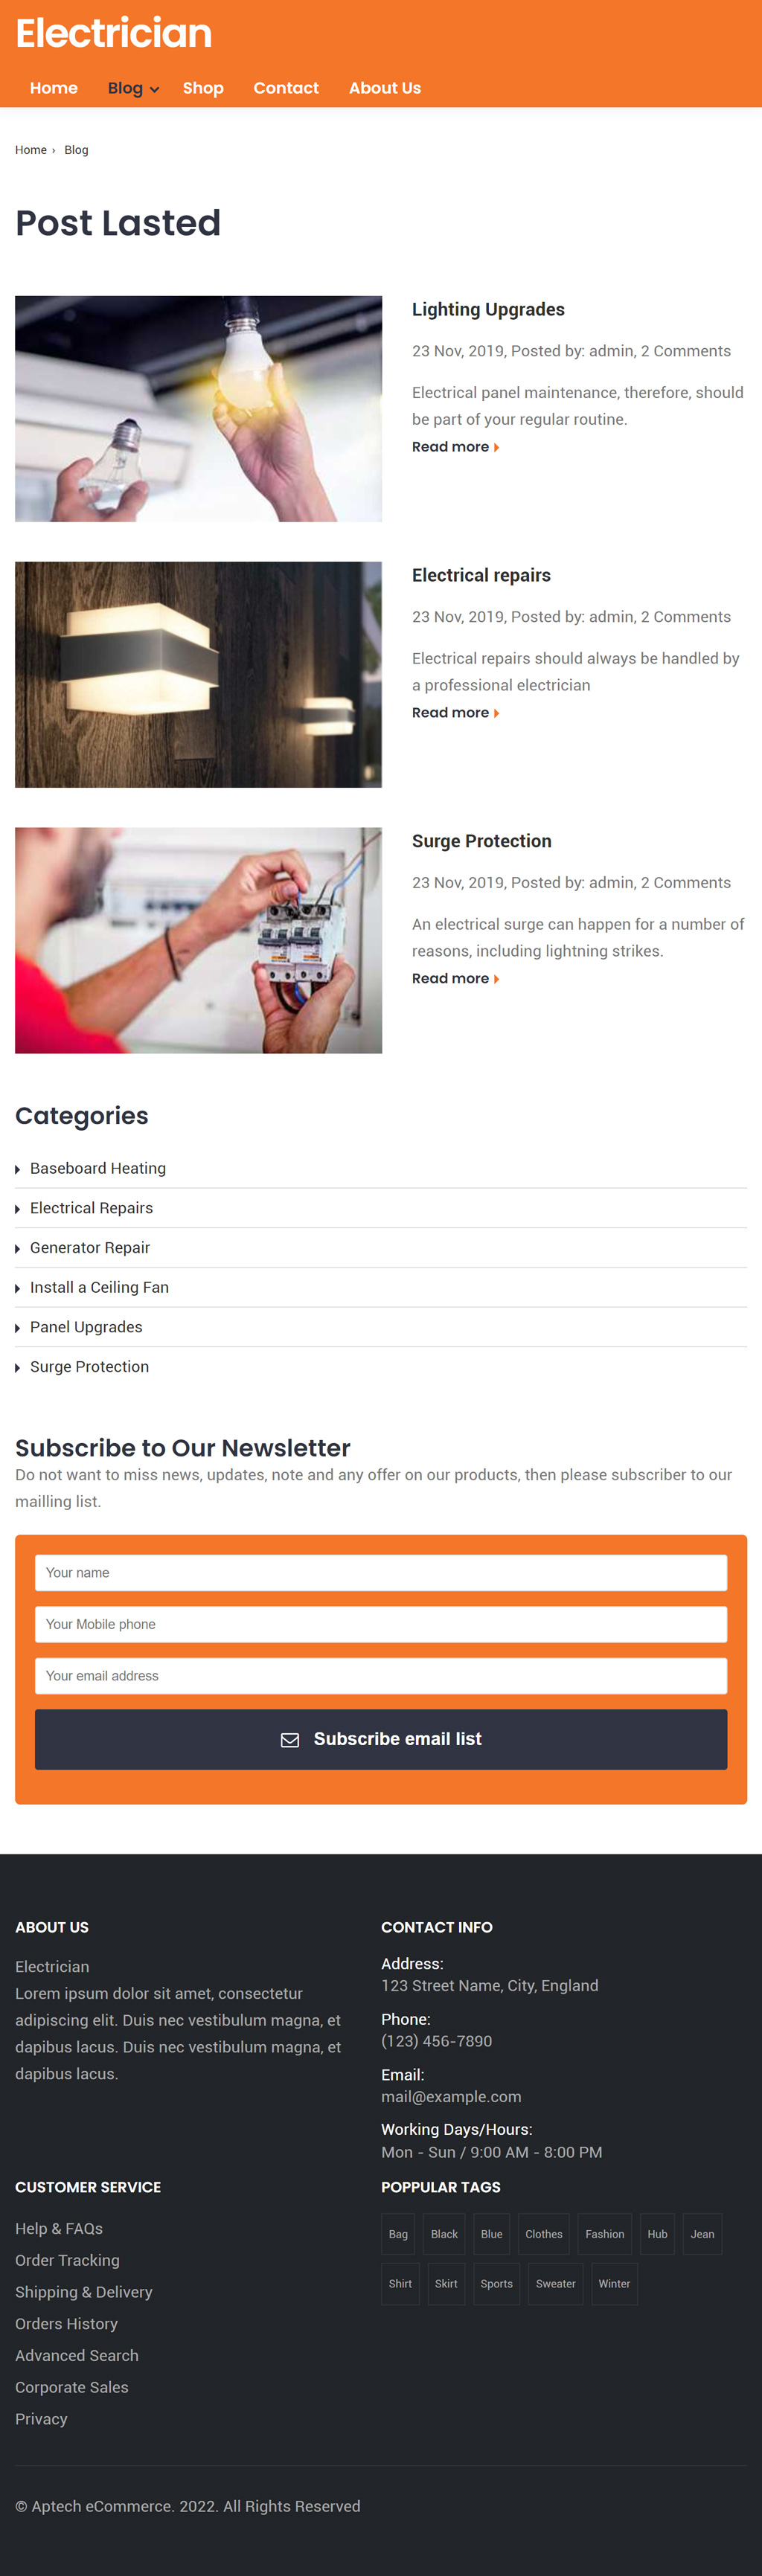 Electrician
Home Blog Shop Contact About Us
Home › Blog
Post Lasted
Lighting Upgrades
23 Nov, 2019, Posted by: admin, 2 Comments
Electrical panel maintenance, therefore, should
be part of your regular routine.
Read more
Electrical repairs
23 Nov, 2019, Posted by: admin, 2 Comments
Electrical repairs should always be handled by
a professional electrician
Read more
Surge Protection
23 Nov, 2019, Posted by: admin, 2 Comments
An electrical surge can happen for a number of
reasons, including lightning strikes.
Read more
Categories
Baseboard Heating
Electrical Repairs
Generator Repair
Install a Ceiling Fan
Panel Upgrades
Surge Protection
Subscribe to Our Newsletter
Do not want to miss news, updates, note and any offer on our products, then please subscriber to our
mailling list.
Your name
Your Mobile phone
Your email address
Subscribe email list
ABOUT US
Electrician
Lorem ipsum dolor sit amet, consectetur
adipiscing elit. Duis nec vestibulum magna, et
dapibus lacus. Duis nec vestibulum magna, et
dapibus lacus.
CONTACT INFO
Address:
123 Street Name, City, England
Phone:
(123) 456-7890
Email:
mail@example.com
Working Days/Hours:
Mon - Sun / 9:00 AM - 8:00 PM
CUSTOMER SERVICE
Help & FAQs
Order Tracking
Shipping & Delivery
Orders History
Advanced Search
Corporate Sales
Privacy
POPPULAR TAGS
Bag Black Blue Clothes Fashion Hub Jean
Shirt Skirt Sports Sweater Winter
© Aptech eCommerce. 2022. All Rights Reserved